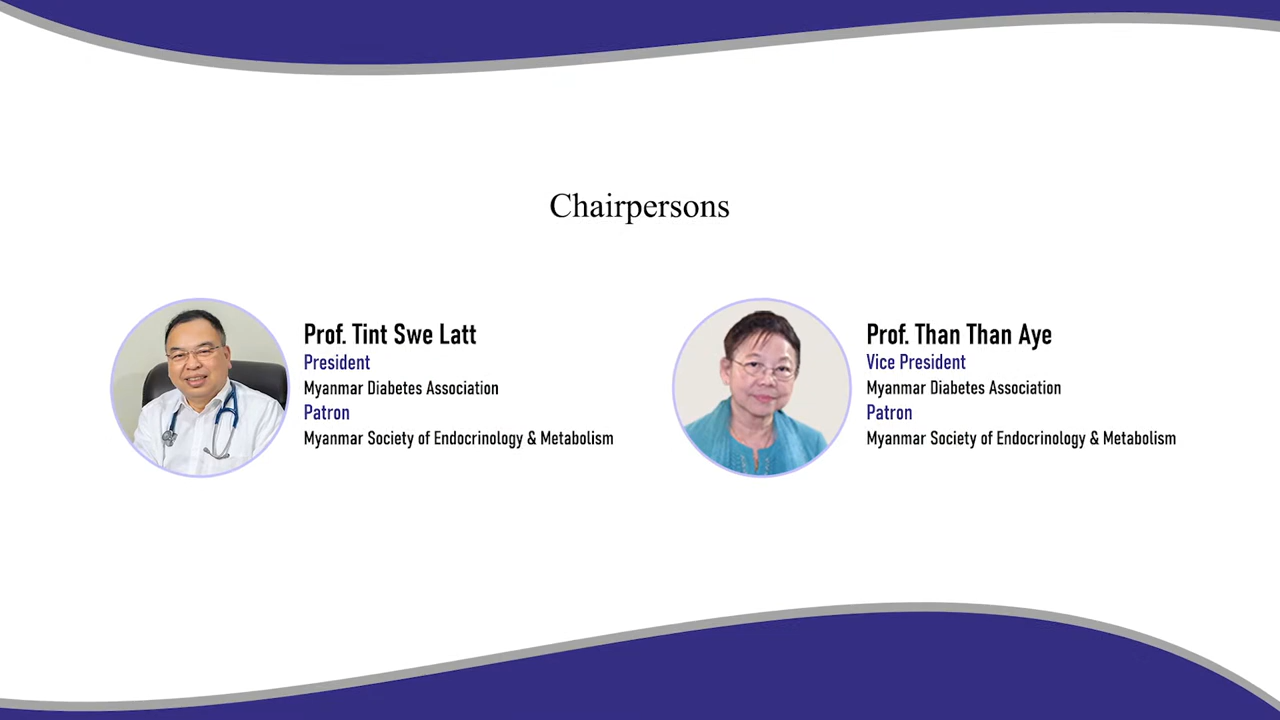 Chairpersons
Prof. Tint Swe Latt
President
Myanmar Diabetes Association
Patron
Myanmar Society of Endocrinology & Metabolism
Prof. Than Than Aye
Vice President
Myanmar Diabetes Association
Patron
Myanmar Society of Endocrinology & Metabolism